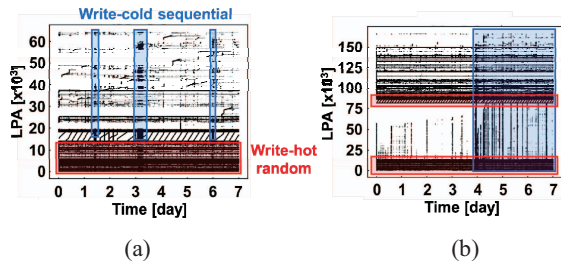 Write-cold sequential
LPA [x10³]
60
50
40
30
20
10
0
0 1 2 3 4 5 6 7
Time [day]
Write-hot
random
LPA [x10³]
150
125
100
75
50
25
0
0 1 2 3 4 5 6 7
Time [day]
(a)
(b)